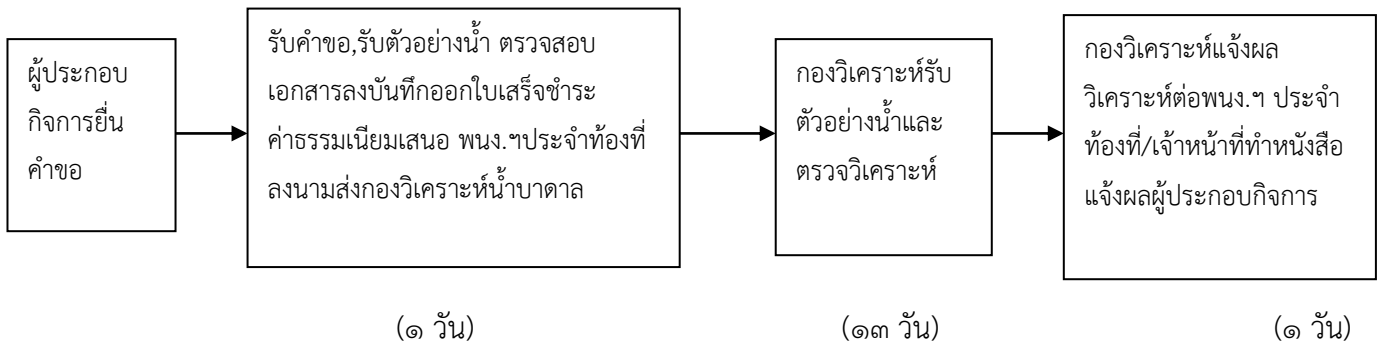 ผู้ประกอบ
กิจการยื่น
คำขอ
รับคำขอ,รับตัวอย่างน้ำ ตรวจสอบ
เอกสารลงบันทึกออกใบเสร็จชำระ
ค่าธรรมเนียมเสนอ พนง.ฯประจำท้องที่
ลงนามส่งกองวิเคราะห์น้ำบาดาล
กองวิเคราะห์รับ
ตัวอย่างน้ำและ
ตรวจวิเคราะห์
กองวิเคราะห์แจ้งผล
วิเคราะห์ต่อพนง.ฯ ประจำ
ท้องที่/เจ้าหน้าที่ทำหนังสือ
แจ้งผลผู้ประกอบกิจการ
(๑ วัน)
(๑๓ วัน)
(๑ วัน)